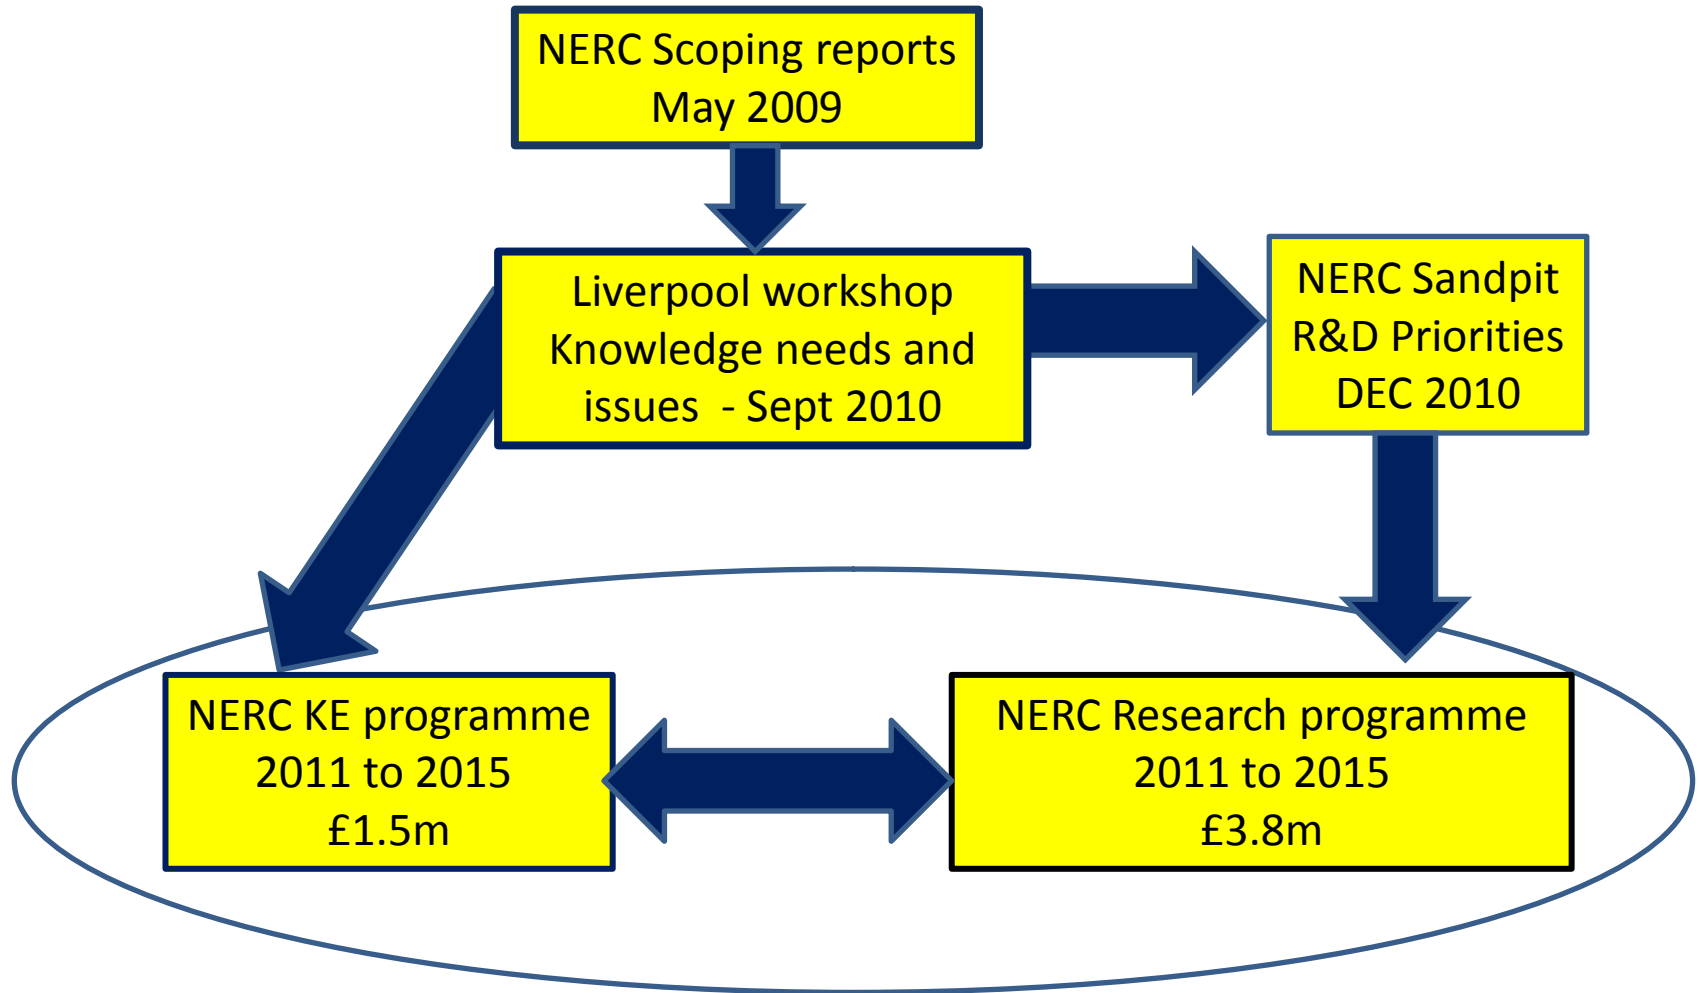 NERC Scoping reports
May 2009
Liverpool workshop
Knowledge needs and
issues - Sept 2010
NERC Sandpit
R&D Priorities
DEC 2010
NERC KE programme
2011 to 2015
£1.5m
NERC Research programme
2011 to 2015
£3.8m